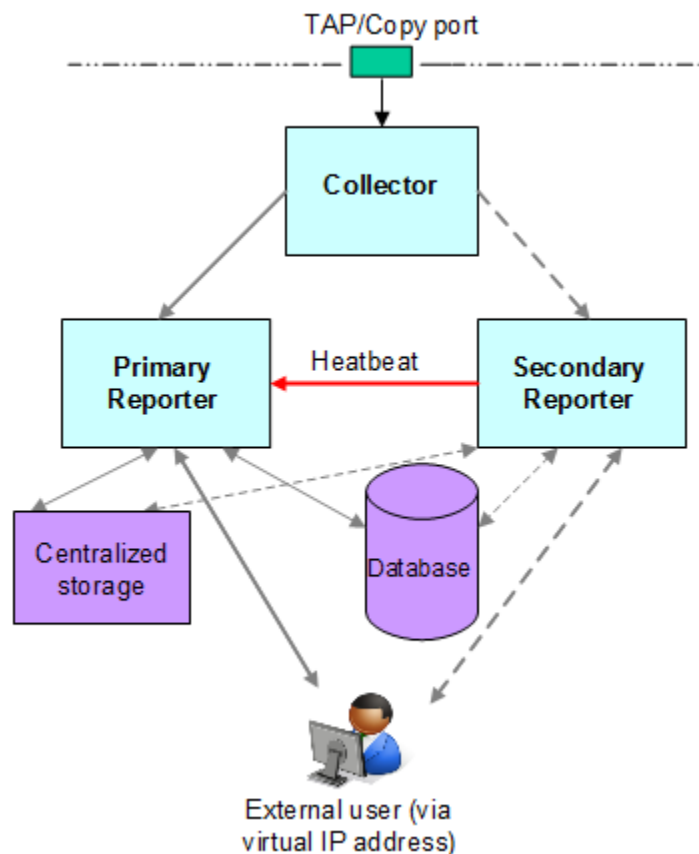 TAP/Copy port
Collector
Primary
Reporter
Heatbeat
Secondary
Reporter
Centralized
storage
Database
External user (via
virtual IP address)